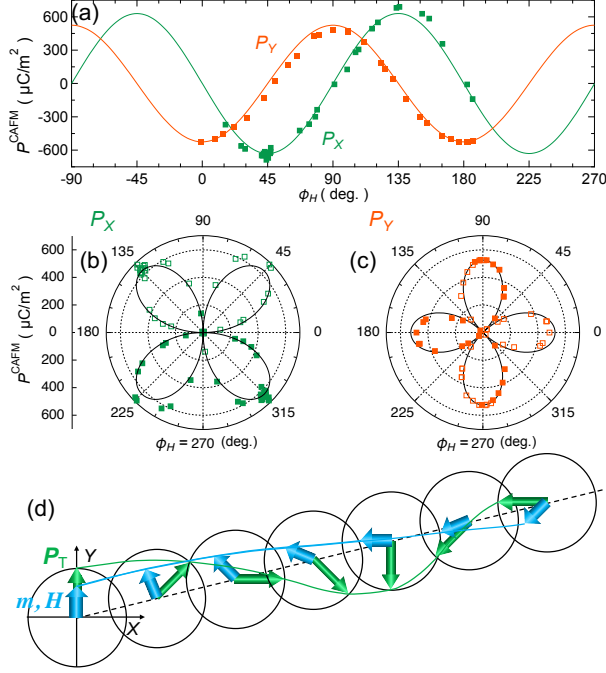 (a)
P^CAFM ( μC/m² )
600
300
0
-300
-600
P_Y
P_X
-90 -45 0 45 90 135 180 225 270
ϕ_H ( deg. )
P_X
P_Y
(b)
(c)
P^CAFM ( μC/m² )
600
400
200
0
200
400
600
90
135 45
180 0
225 315
ϕ_H = 270 (deg.)
90
135 45
180 0
225 315
ϕ_H = 270 (deg.)
(d)
P_T
Y
m, H
X